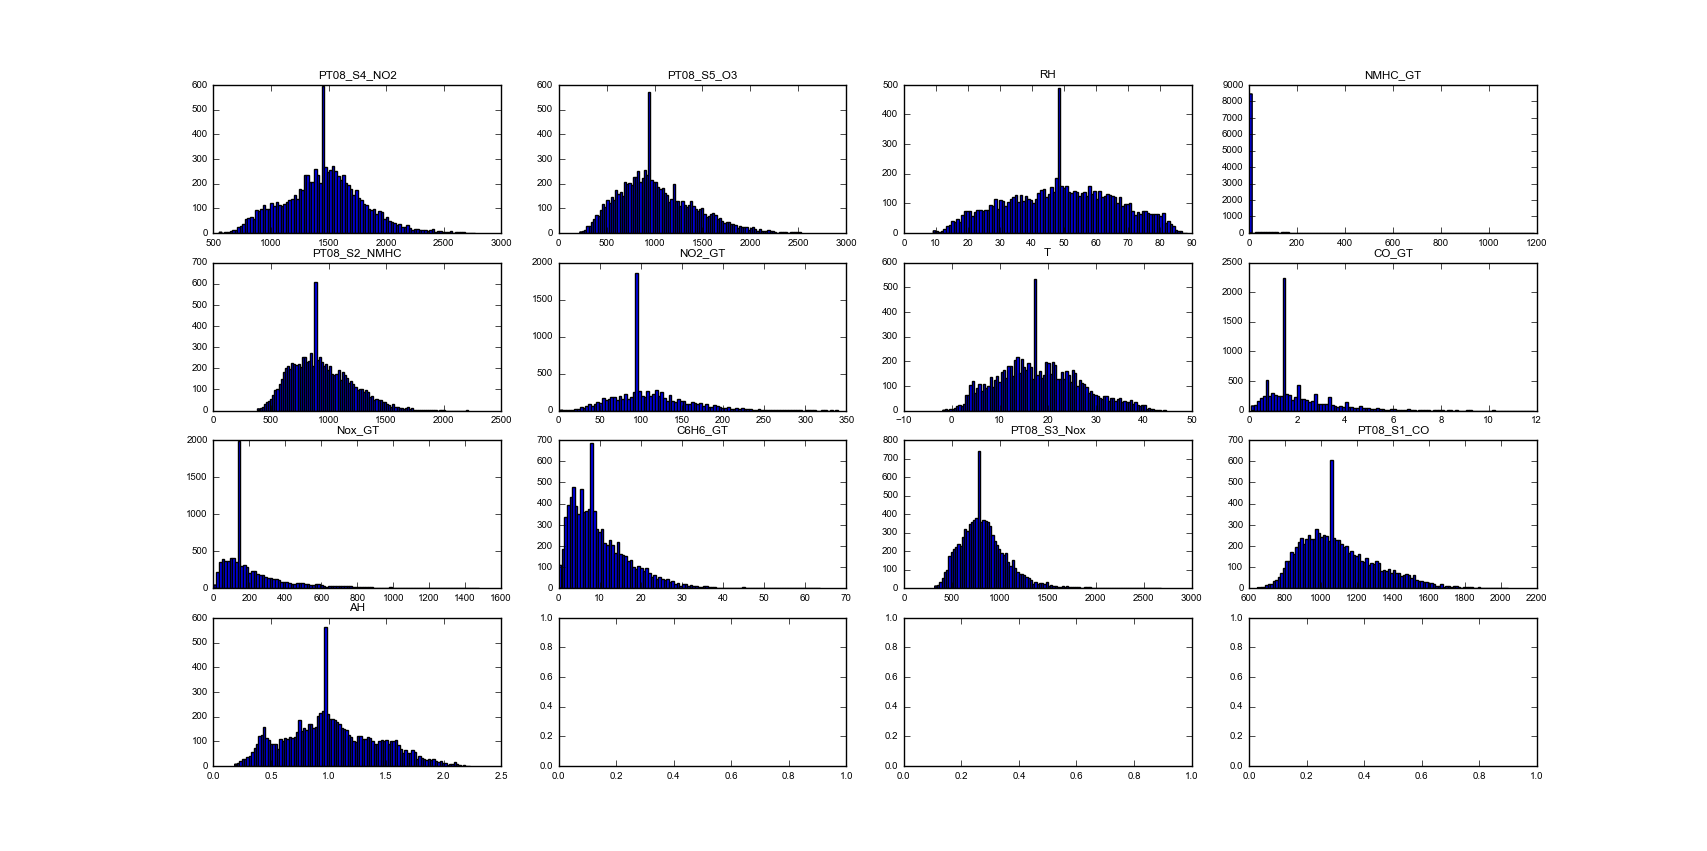 PT08_S4_NO2 PT08_S5_O3 RH NMHC_GT
600 600 500 9000
500 500 400 8000
400 400 300 7000
300 300 200 6000
200 200 100 5000
100 100 0 4000
0 0 3000
2000
1000
0
500 1000 1500 2000 2500 3000 0 500 1000 1500 2000 2500 3000 0 10 20 30 40 50 60 70 80 90 0 200 400 600 800 1000 1200
PT08_S2_NMHC NO2_GT T CO_GT
700 2000 600 2500
600 1500 500 2000
500 1000 400 1500
400 500 300 1000
300 0 200 500
200 100 0
100 0
0
0 500 1000 1500 2000 2500 0 50 100 150 200 250 300 350 −10 0 10 20 30 40 50 0 2 4 6 8 10 12
Nox_GT C6H6_GT PT08_S3_Nox PT08_S1_CO
2000 700 800 700
1500 600 700 600
1000 500 600 500
500 400 500 400
0 300 400 300
200 300 200
100 200 100
0 100 0
0
0 200 400 600 800 1000 1200 1400 1600 0 10 20 30 40 50 60 70 0 500 1000 1500 2000 2500 3000 600 800 1000 1200 1400 1600 1800 2000 2200
AH
600 1.0 1.0 1.0
500 0.8 0.8 0.8
400 0.6 0.6 0.6
300 0.4 0.4 0.4
200 0.2 0.2 0.2
100 0.0 0.0 0.0
0
0.0 0.5 1.0 1.5 2.0 2.5 0.0 0.2 0.4 0.6 0.8 1.0 0.0 0.2 0.4 0.6 0.8 1.0 0.0 0.2 0.4 0.6 0.8 1.0